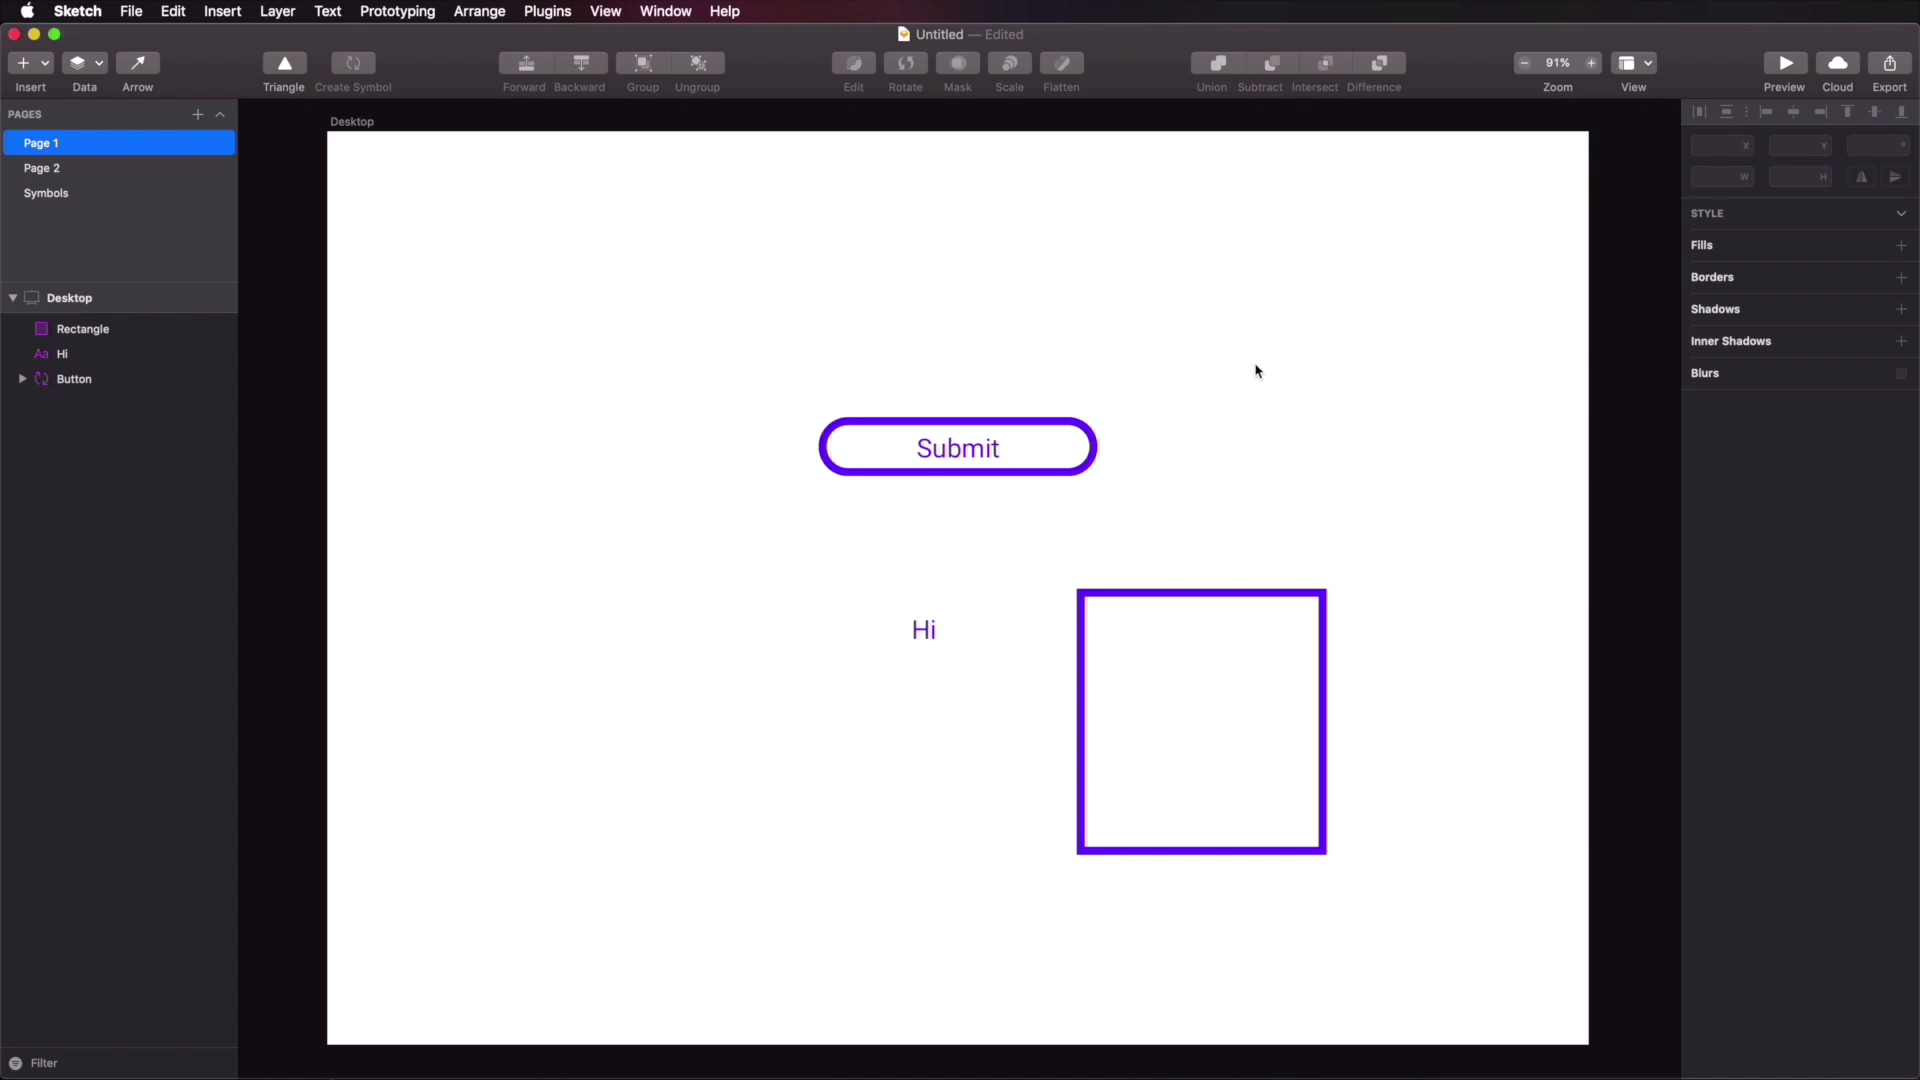 Sketch File Edit Insert Layer Text Prototyping Arrange Plugins View Window Help
Untitled — Edited
91%
Insert Data Arrow Triangle Create Symbol Forward Backward Group Ungroup Edit Rotate Mask Scale Flatten Union Subtract Intersect Difference Zoom View Preview Cloud Export
PAGES
Page 1
Page 2
Symbols
Desktop
Rectangle
Aa Hi
Button
Filter
Desktop
Submit
Hi
X Y °
W H
STYLE
Fills
Borders
Shadows
Inner Shadows
Blurs